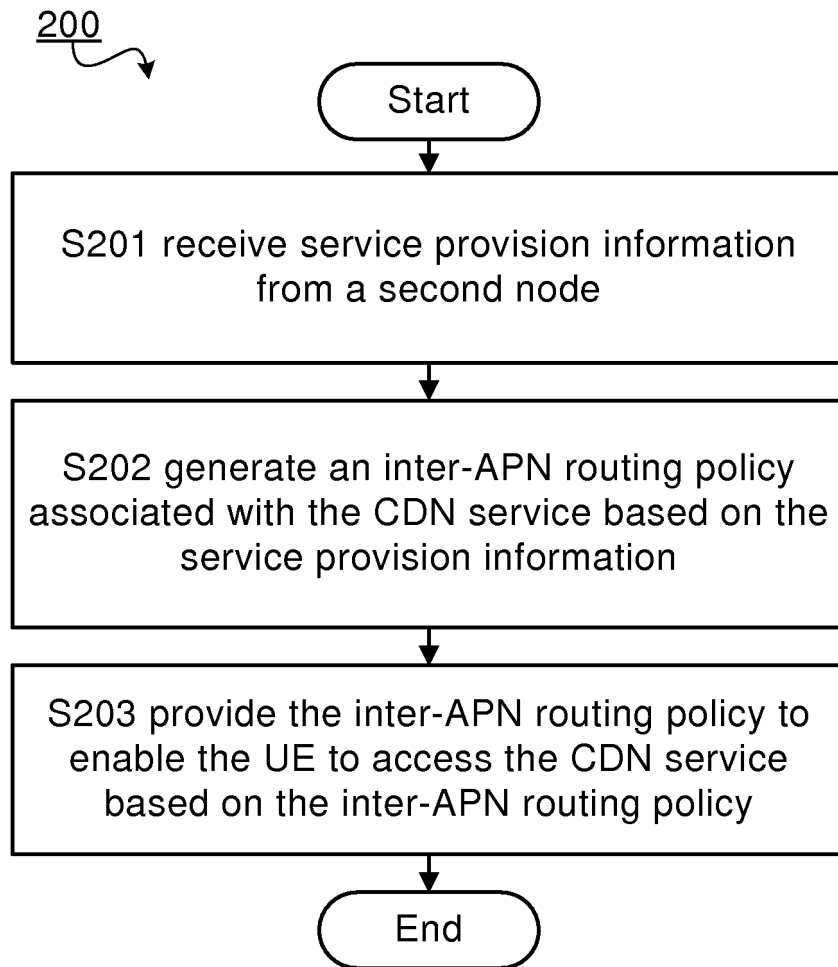 200
Start
S201 receive service provision information
from a second node
S202 generate an inter-APN routing policy
associated with the CDN service based on the
service provision information
S203 provide the inter-APN routing policy to
enable the UE to access the CDN service
based on the inter-APN routing policy
End